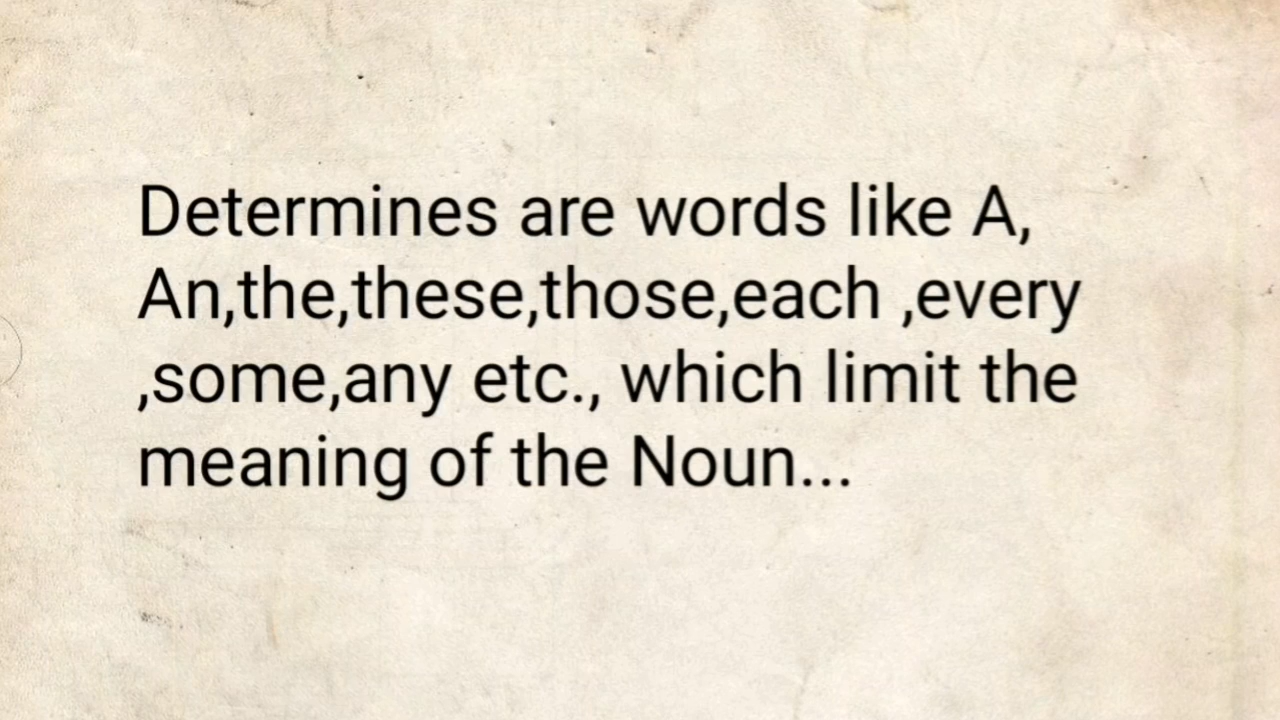 Determines are words like A,
An,the,these,those,each ,every
,some,any etc., which limit the
meaning of the Noun...